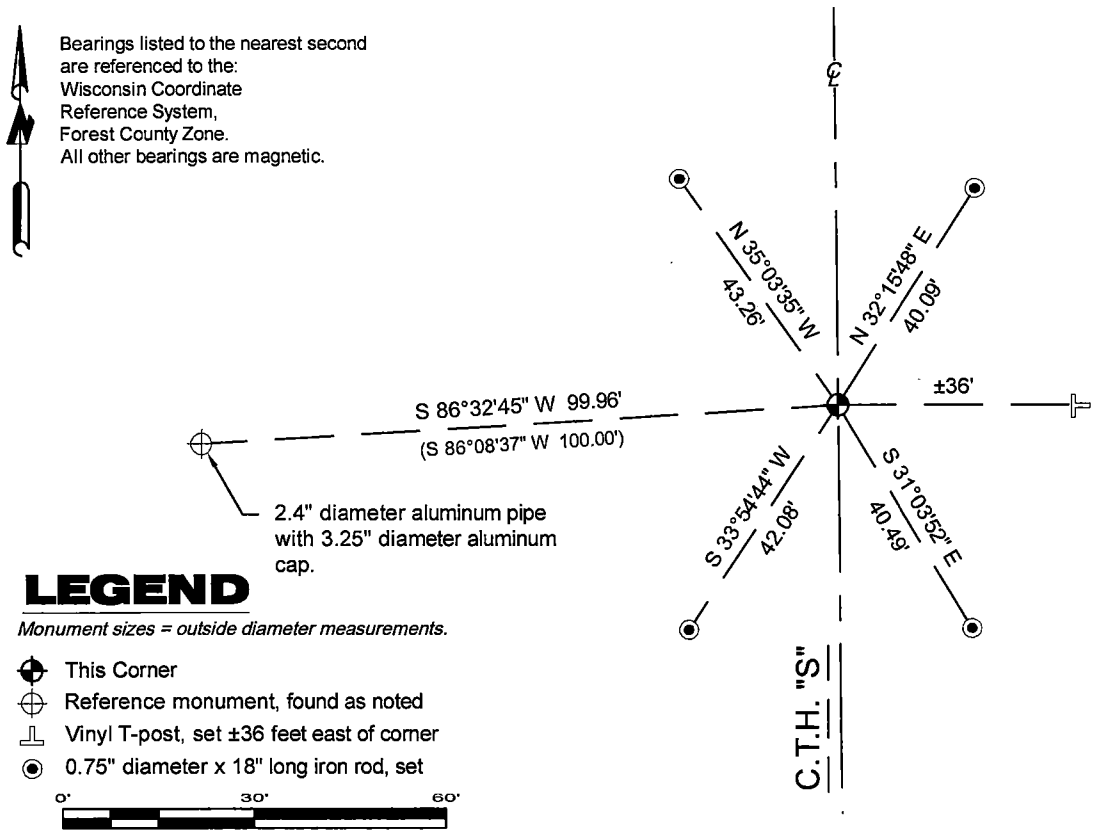 Bearings listed to the nearest second
are referenced to the:
Wisconsin Coordinate
Reference System,
Forest County Zone.
All other bearings are magnetic.
N
℄
N 35°03'35" W
43.26'
N 32°15'48" E
40.09'
±36'
S 86°32'45" W 99.96'
(S 86°08'37" W 100.00')
S 33°54'44" W
42.08'
S 31°03'52" E
40.49'
2.4" diameter aluminum pipe
with 3.25" diameter aluminum
cap.
C.T.H. "S"
LEGEND
Monument sizes = outside diameter measurements.
This Corner
Reference monument, found as noted
Vinyl T-post, set ±36 feet east of corner
0.75" diameter x 18" long iron rod, set
0' 30' 60'